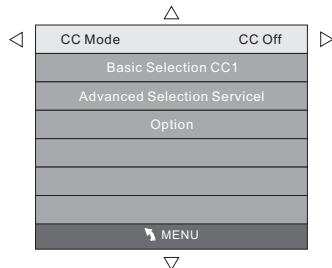 CC Mode CC Off
Basic Selection CC1
Advanced Selection Servicel
Option
MENU